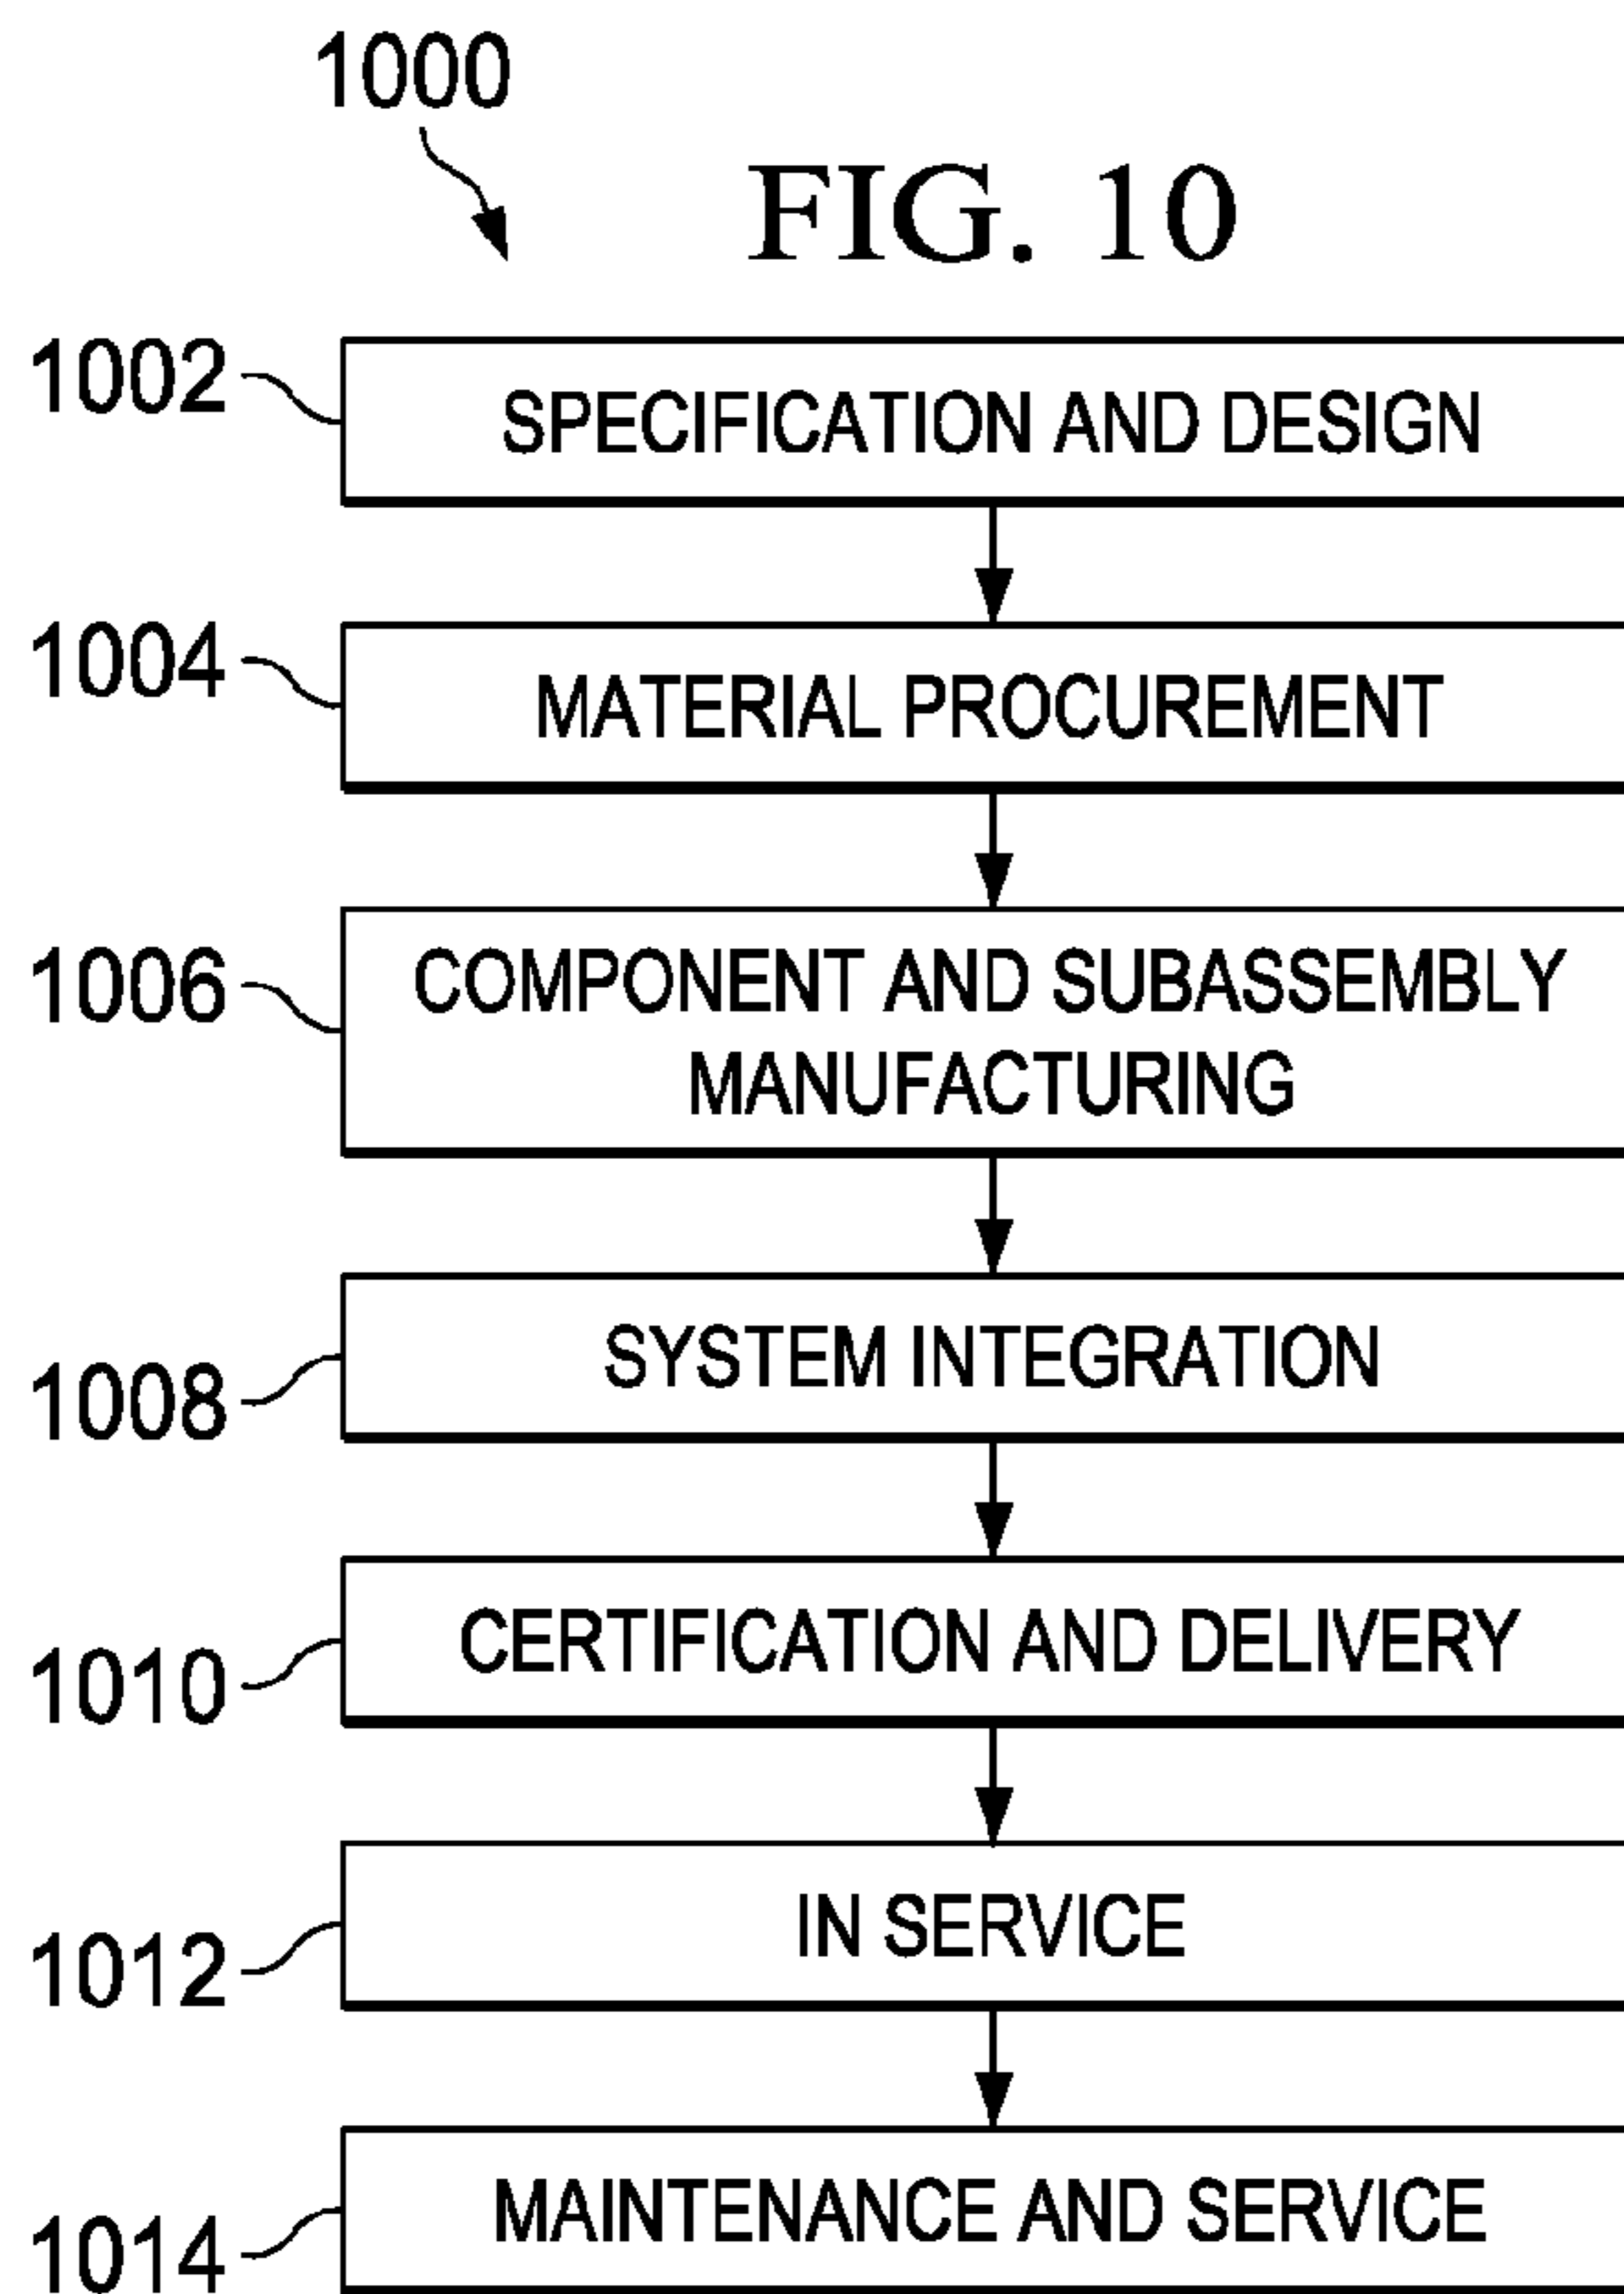 1000
FIG. 10
1002
SPECIFICATION AND DESIGN
1004
MATERIAL PROCUREMENT
1006
COMPONENT AND SUBASSEMBLY
MANUFACTURING
1008
SYSTEM INTEGRATION
1010
CERTIFICATION AND DELIVERY
1012
IN SERVICE
1014
MAINTENANCE AND SERVICE